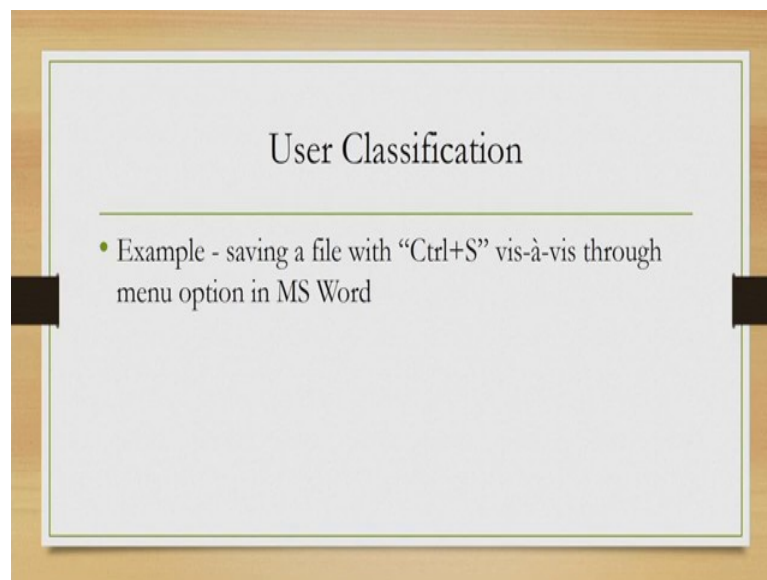 User Classification
• Example - saving a file with “Ctrl+S” vis-à-vis through
menu option in MS Word